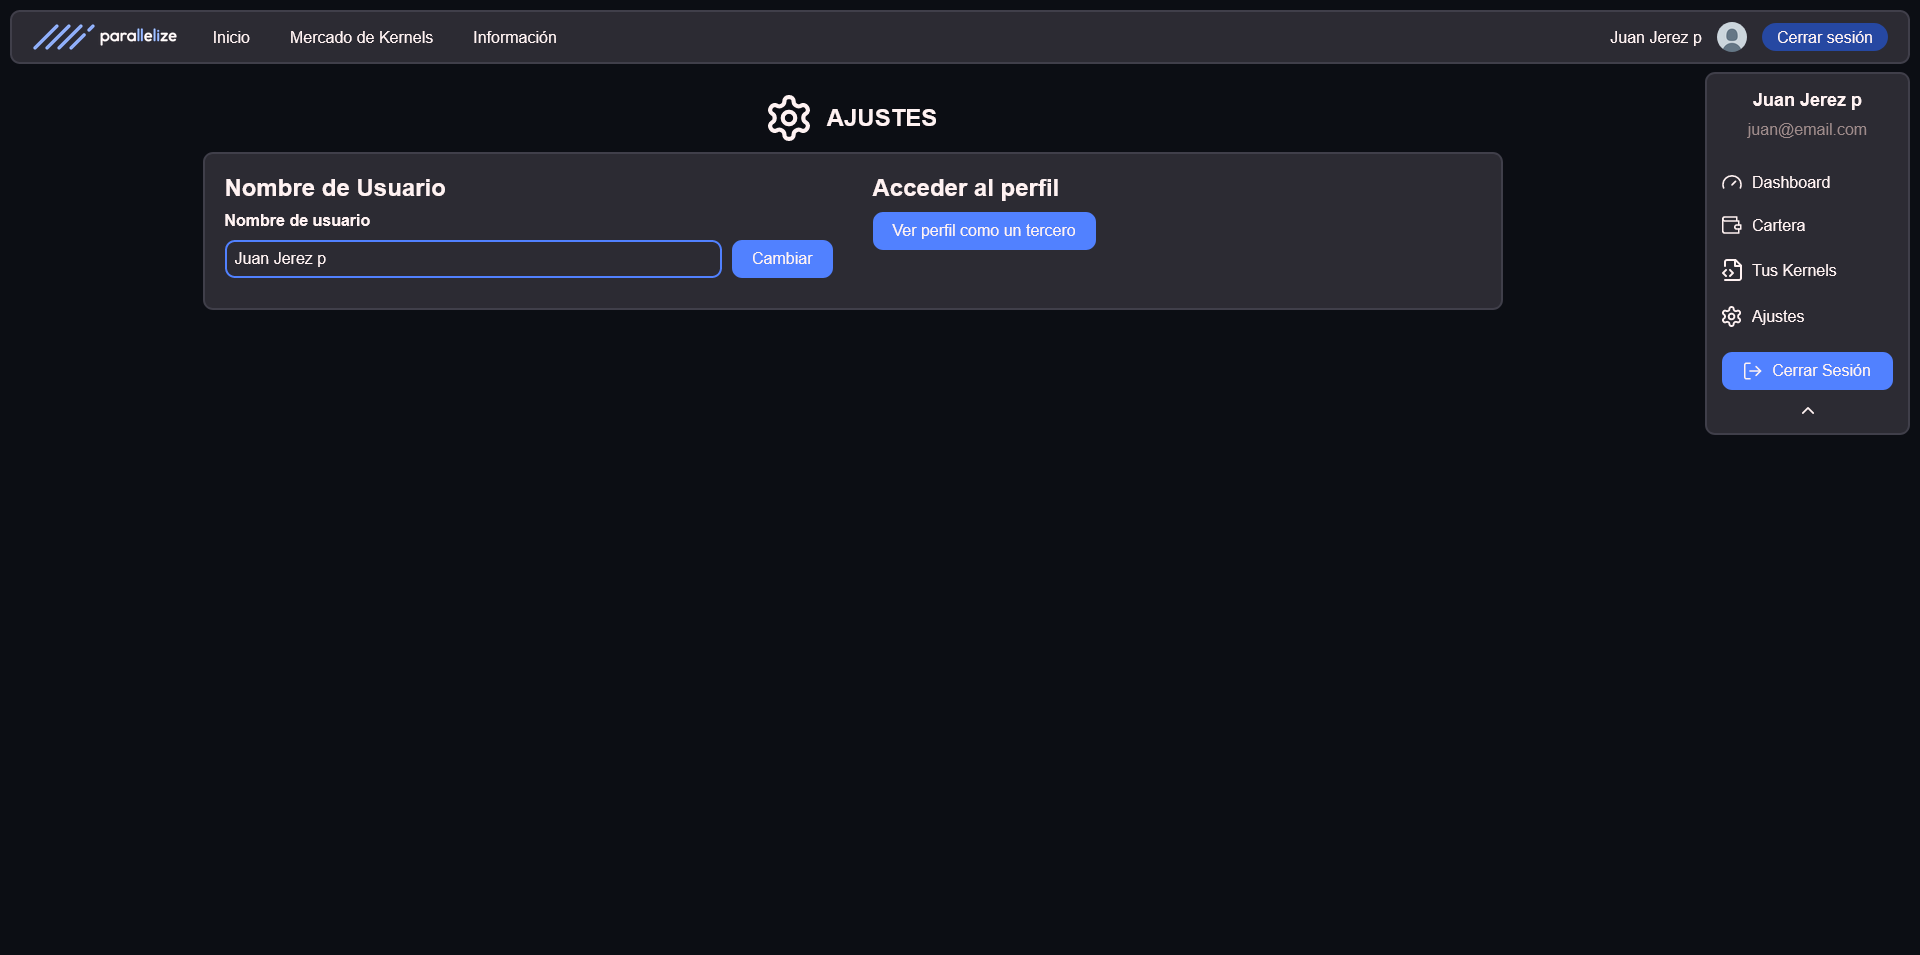 parallelize
Inicio
Mercado de Kernels
Información
Juan Jerez p
Cerrar sesión
AJUSTES
Nombre de Usuario
Nombre de usuario
Juan Jerez p
Cambiar
Acceder al perfil
Ver perfil como un tercero
Juan Jerez p
juan@email.com
Dashboard
Cartera
Tus Kernels
Ajustes
Cerrar Sesión